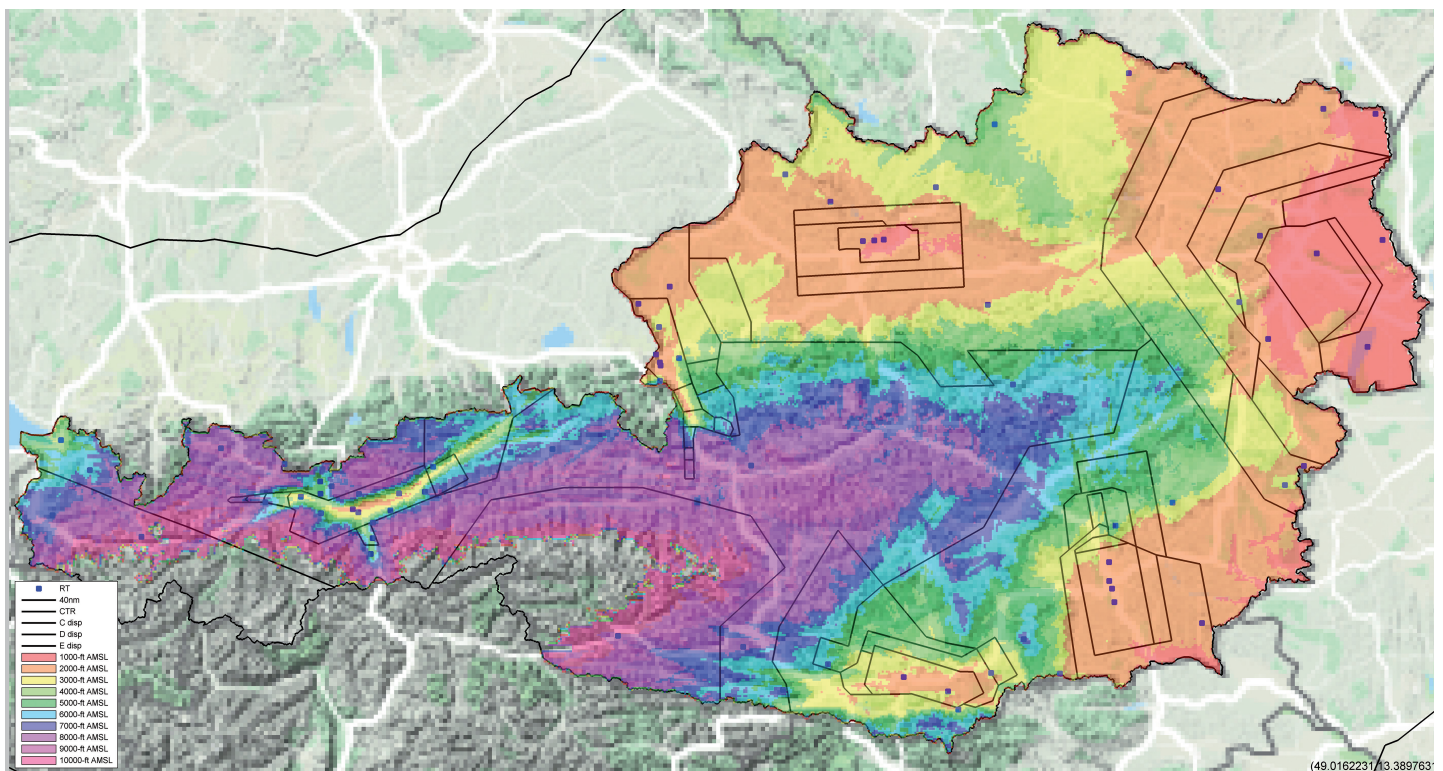 RT
40nm
CTR
C disp
D disp
E disp
1000-ft AMSL
2000-ft AMSL
3000-ft AMSL
4000-ft AMSL
5000-ft AMSL
6000-ft AMSL
7000-ft AMSL
8000-ft AMSL
9000-ft AMSL
10000-ft AMSL
(49.0162231/13.3897631